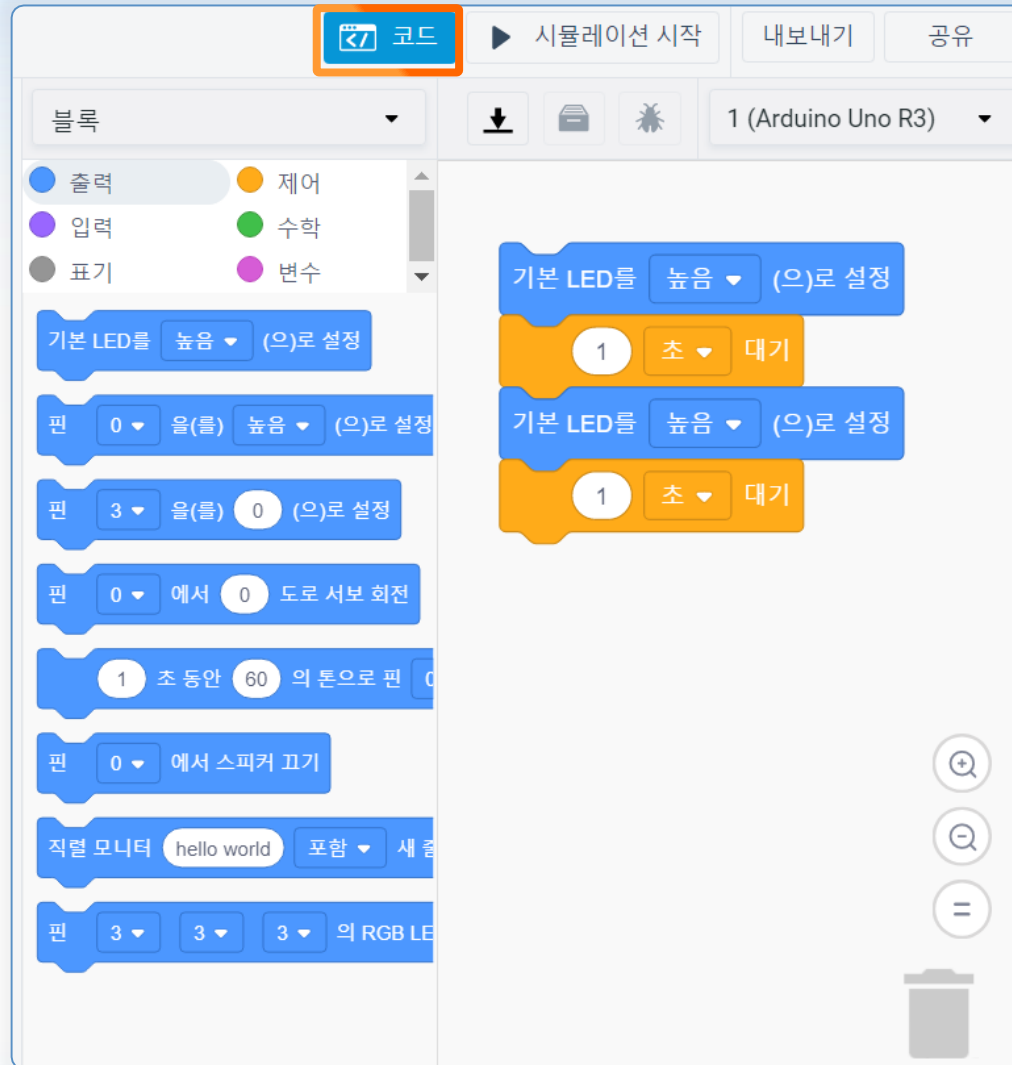 코드 시뮬레이션 시작 내보내기 공유
블록 1 (Arduino Uno R3)
출력 제어
입력 수학
표기 변수
기본 LED를 높음 (으)로 설정
핀 0 을(를) 높음 (으)로 설정
핀 3 을(를) 0 (으)로 설정
핀 0 에서 0 도로 서보 회전
1 초 동안 60 의 톤으로 핀
핀 0 에서 스피커 끄기
직렬 모니터 hello world 포함 새
핀 3 3 3 의 RGB LE
기본 LED를 높음 (으)로 설정
1 초 대기
기본 LED를 높음 (으)로 설정
1 초 대기